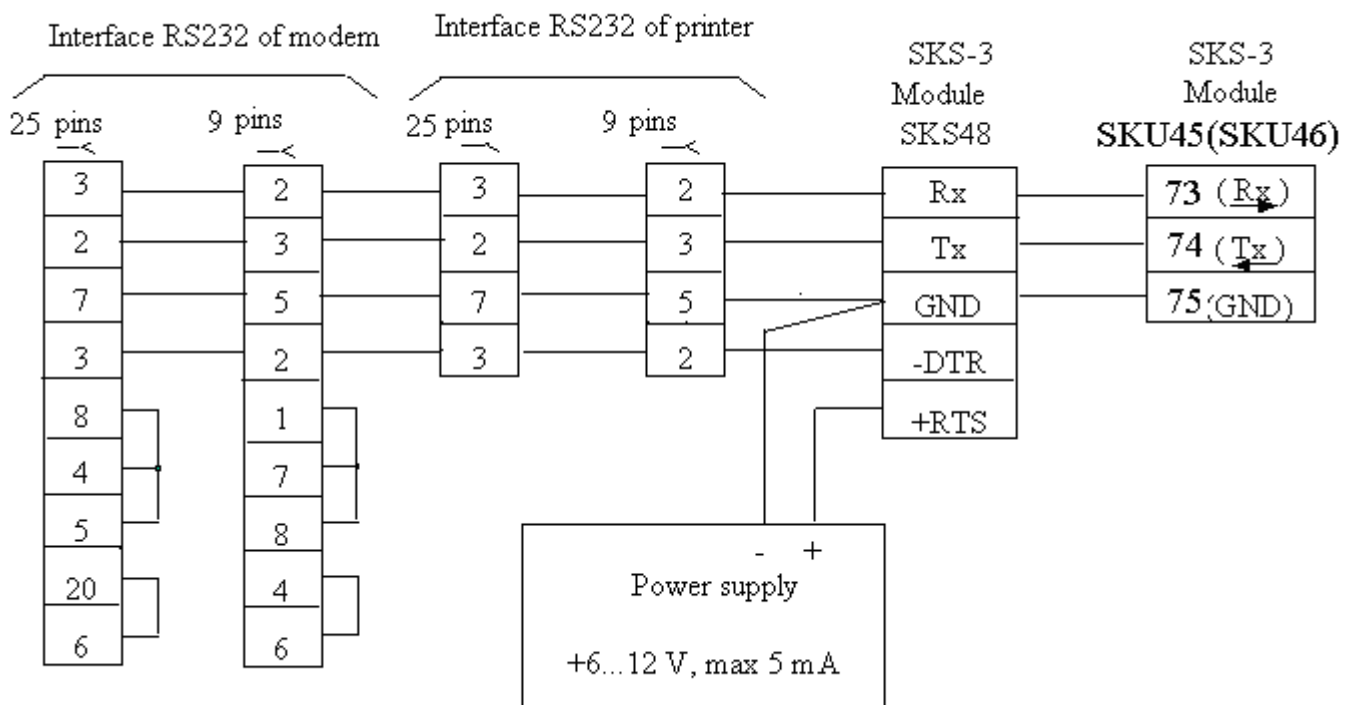 Interface RS232 of modem
Interface RS232 of printer
SKS-3
Module
SKS48
SKS-3
Module
SKU45(SKU46)
25 pins
9 pins
25 pins
9 pins
3
2
7
3
8
4
5
20
6
2
3
5
2
1
7
8
4
6
3
2
7
3
2
3
5
2
Rx
Tx
GND
-DTR
+RTS
73 (Rx)
74 (Tx)
75(GND)
- +
Power supply
+6...12 V, max 5 mA